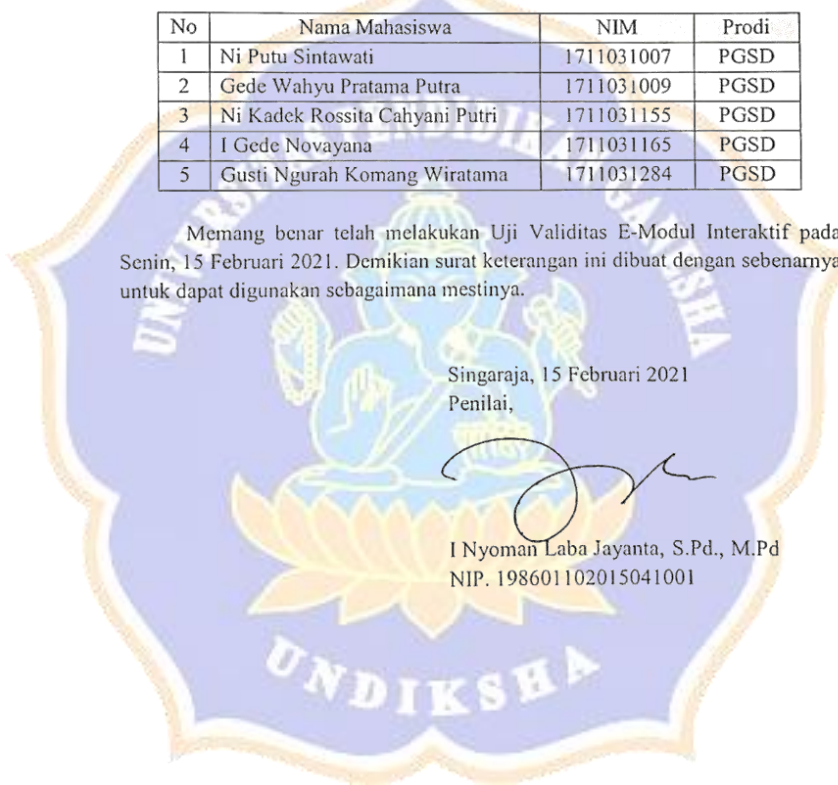 No Nama Mahasiswa NIM Prodi
1 Ni Putu Sintawati 1711031007 PGSD
2 Gede Wahyu Pratama Putra 1711031009 PGSD
3 Ni Kadek Rossita Cahyani Putri 1711031155 PGSD
4 I Gede Novayana 1711031165 PGSD
5 Gusti Ngurah Komang Wiratama 1711031284 PGSD
Memang benar telah melakukan Uji Validitas E-Modul Interaktif pada
Senin, 15 Februari 2021. Demikian surat keterangan ini dibuat dengan sebenarnya
untuk dapat digunakan sebagaimana mestinya.
Singaraja, 15 Februari 2021
Penilai,
I Nyoman Laba Jayanta, S.Pd., M.Pd
NIP. 198601102015041001
UNIVERSITAS PENDIDIKAN GANESHA
UNDIKSHA